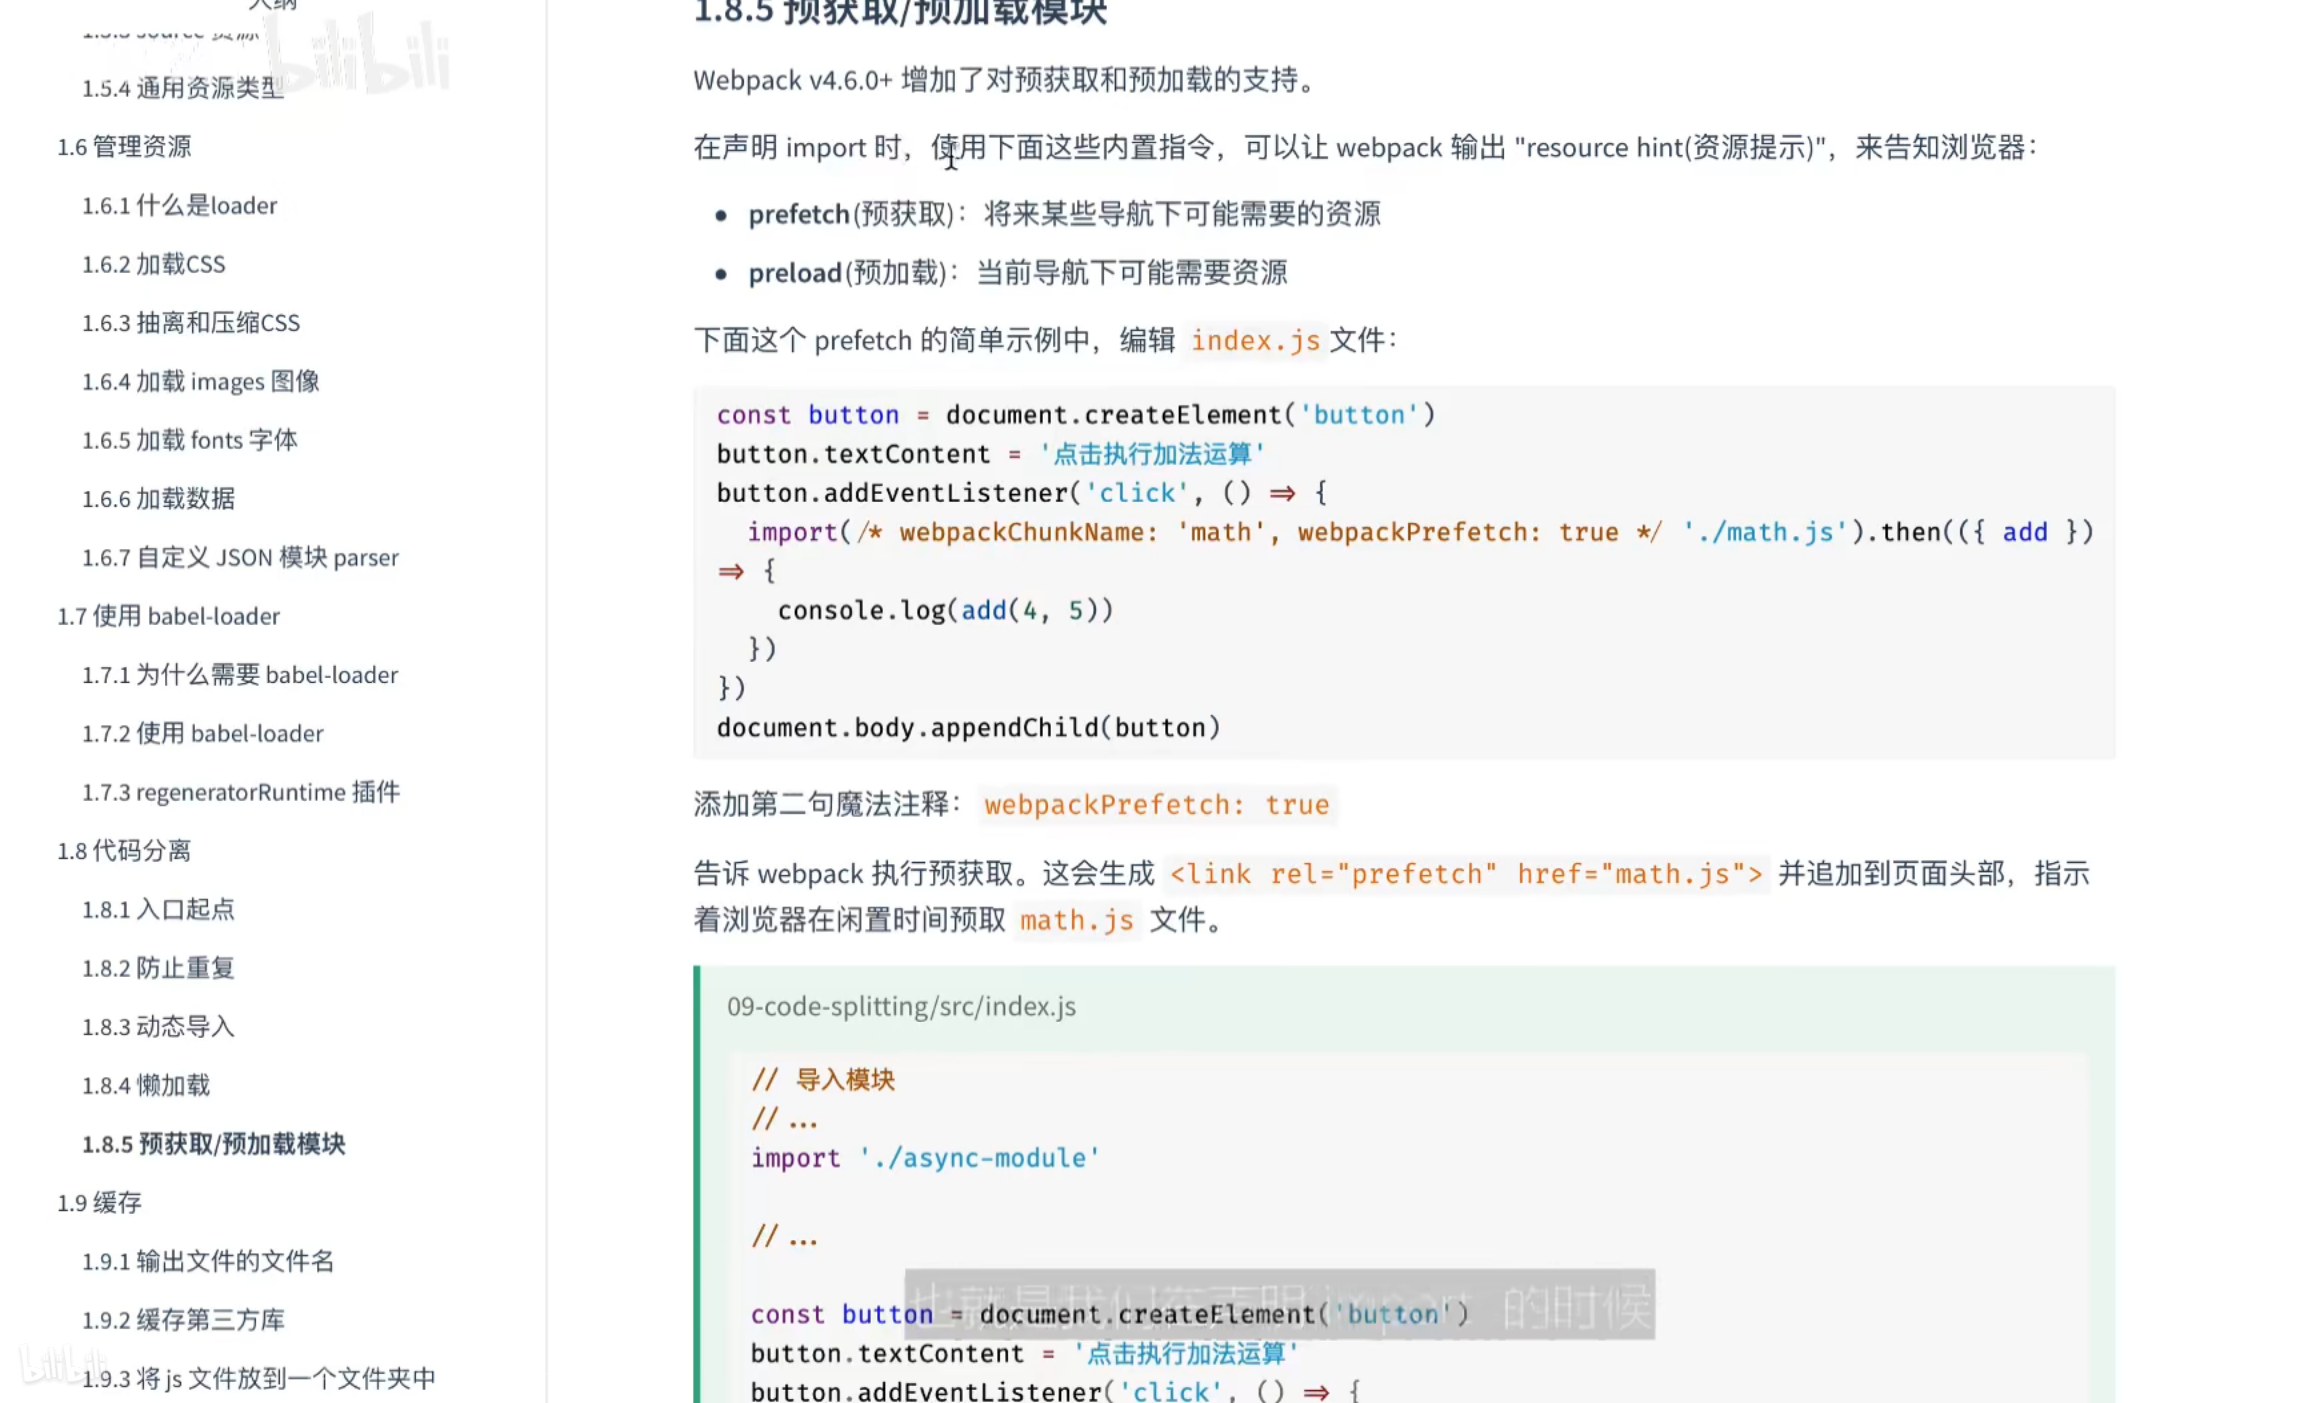 大纲
1.5.3 source 资源
1.5.4 通用资源类型
1.6 管理资源
1.6.1 什么是loader
1.6.2 加载CSS
1.6.3 抽离和压缩CSS
1.6.4 加载 images 图像
1.6.5 加载 fonts 字体
1.6.6 加载数据
1.6.7 自定义 JSON 模块 parser
1.7 使用 babel-loader
1.7.1 为什么需要 babel-loader
1.7.2 使用 babel-loader
1.7.3 regeneratorRuntime 插件
1.8 代码分离
1.8.1 入口起点
1.8.2 防止重复
1.8.3 动态导入
1.8.4 懒加载
1.8.5 预获取/预加载模块
1.9 缓存
1.9.1 输出文件的文件名
1.9.2 缓存第三方库
1.9.3 将 js 文件放到一个文件夹中
bilibili
bilibili
1.8.5 预获取/预加载模块
Webpack v4.6.0+ 增加了对预获取和预加载的支持。
在声明 import 时，使用下面这些内置指令，可以让 webpack 输出 "resource hint(资源提示)"，来告知浏览器：
• prefetch(预获取)：将来某些导航下可能需要的资源
• preload(预加载)：当前导航下可能需要资源
下面这个 prefetch 的简单示例中，编辑 index.js 文件：
const button = document.createElement('button')
button.textContent = '点击执行加法运算'
button.addEventListener('click', () => {
  import(/* webpackChunkName: 'math', webpackPrefetch: true */ './math.js').then(({ add })
=> {
    console.log(add(4, 5))
  })
})
document.body.appendChild(button)
添加第二句魔法注释： webpackPrefetch: true
告诉 webpack 执行预获取。这会生成 <link rel="prefetch" href="math.js"> 并追加到页面头部，指示
着浏览器在闲置时间预取 math.js 文件。
09-code-splitting/src/index.js
// 导入模块
// ...
import './async-module'
// ...
const button = document.createElement('button')
button.textContent = '点击执行加法运算'
button.addEventListener('click', () => {
也就是我们在声明 import 的时候